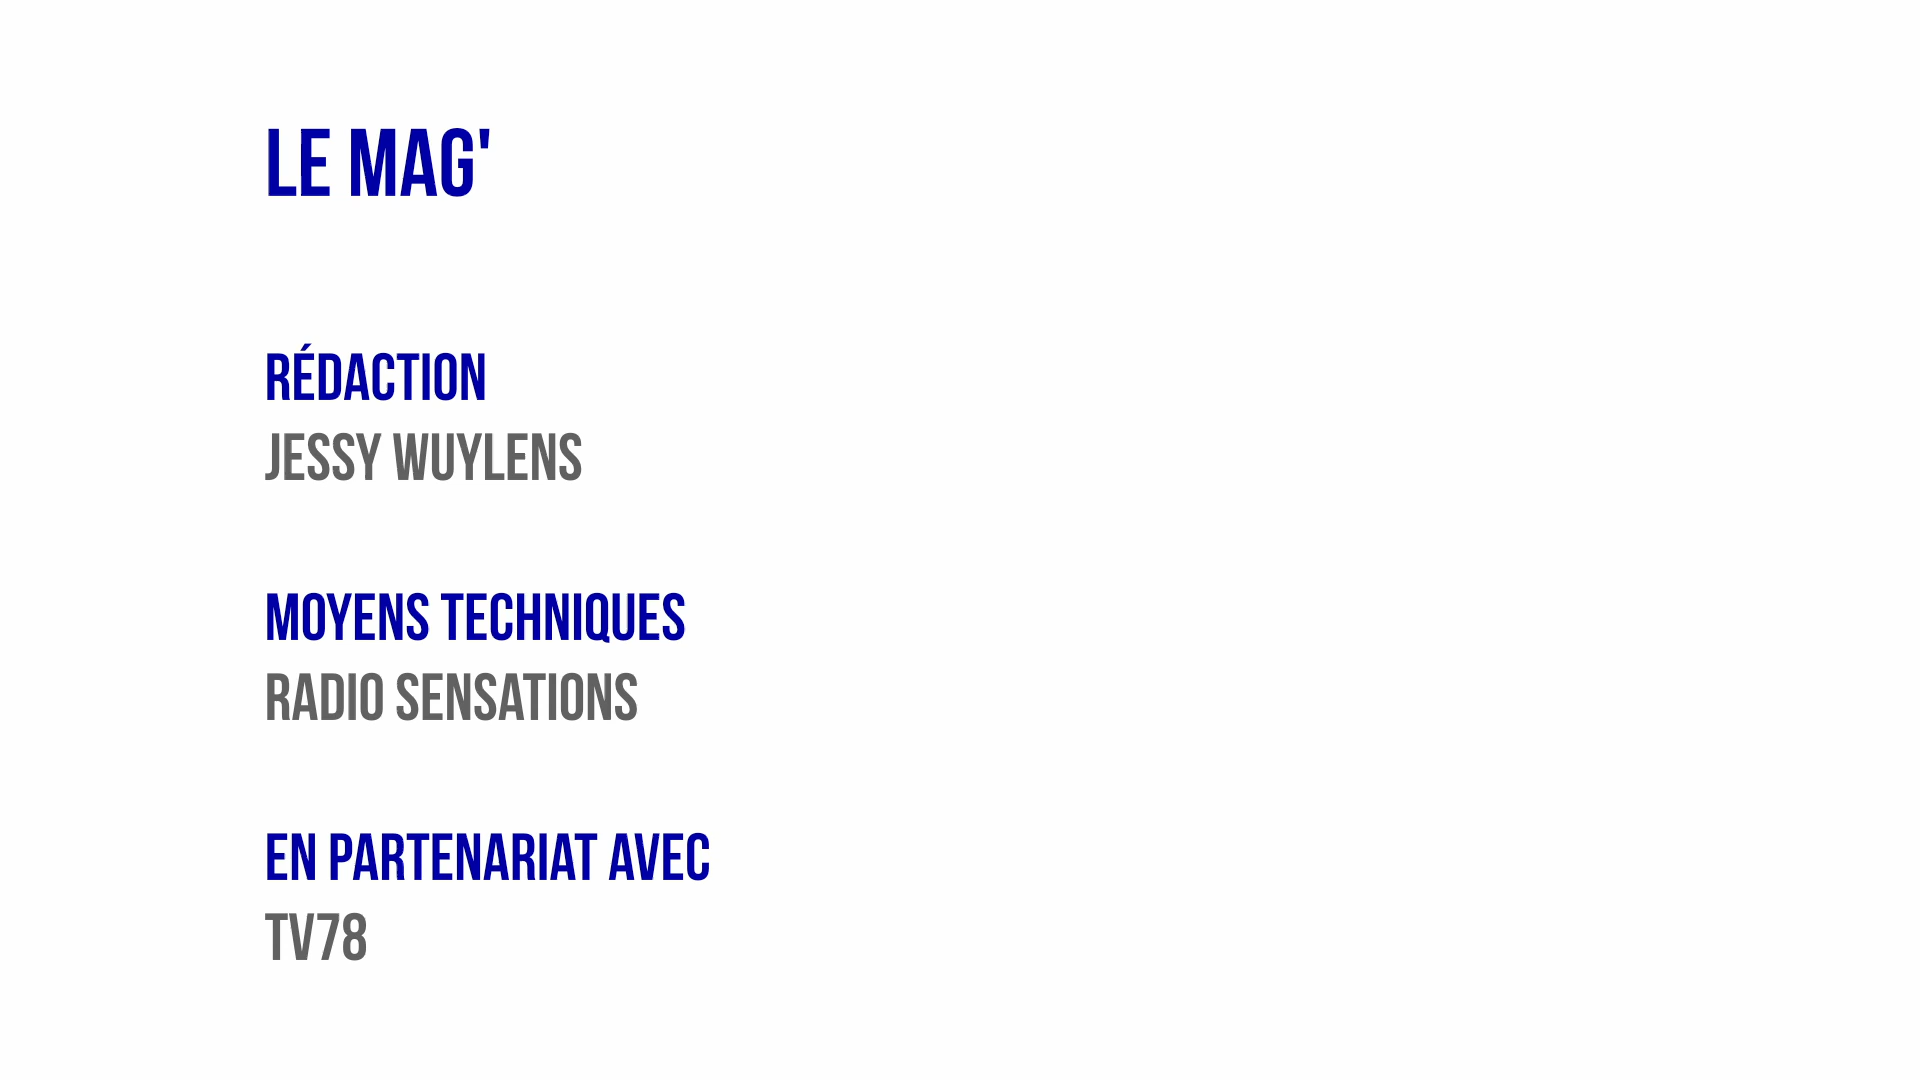 LE MAG'
RÉDACTION
JESSY WUYLENS
MOYENS TECHNIQUES
RADIO SENSATIONS
EN PARTENARIAT AVEC
TV78